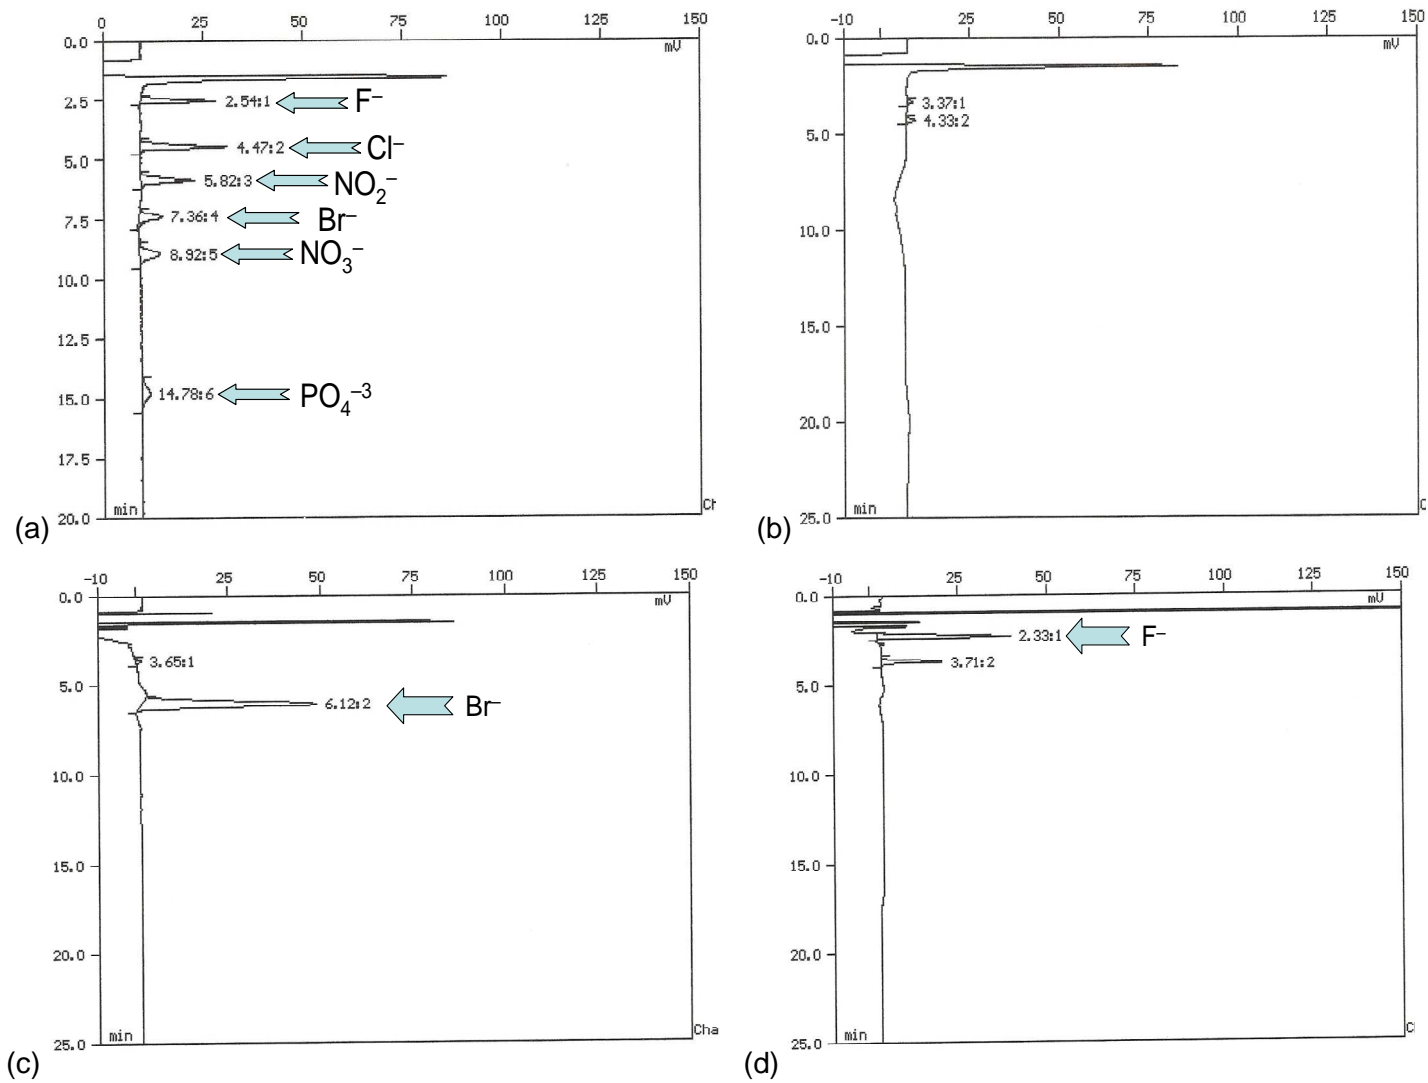 0 25 50 75 100 125 150
mV
0.0
2.5
2.54:1 F⁻
4.47:2 Cl⁻
5.0
5.82:3 NO₂⁻
7.5
7.36:4 Br⁻
8.92:5 NO₃⁻
10.0
12.5
14.78:6 PO₄⁻³
15.0
17.5
20.0
min
(a)
-10 25 50 75 100 125 150
mV
0.0
3.37:1
4.33:2
5.0
10.0
15.0
20.0
25.0
min
(b)
-10 25 50 75 100 125 150
mV
0.0
3.65:1
5.0
6.12:2 Br⁻
10.0
15.0
20.0
Cha
25.0
min
(c)
-10 25 50 75 100 125 150
mV
0.0
2.33:1 F⁻
3.71:2
5.0
10.0
15.0
20.0
25.0
min
(d)